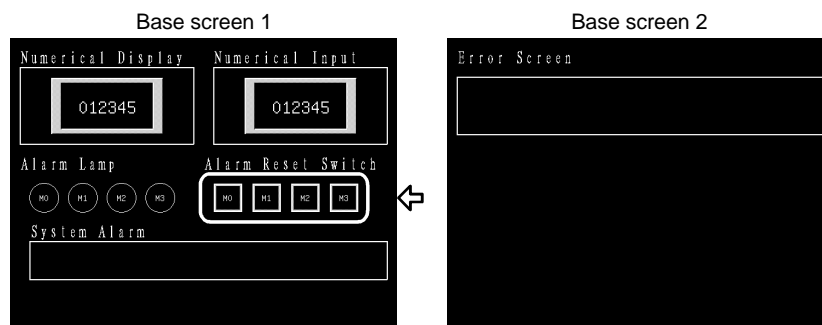 Base screen 1
Base screen 2
Numerical Display Numerical Input
012345 012345
Alarm Lamp Alarm Reset Switch
M0 M1 M2 M3 M0 M1 M2 M3
System Alarm
Error Screen